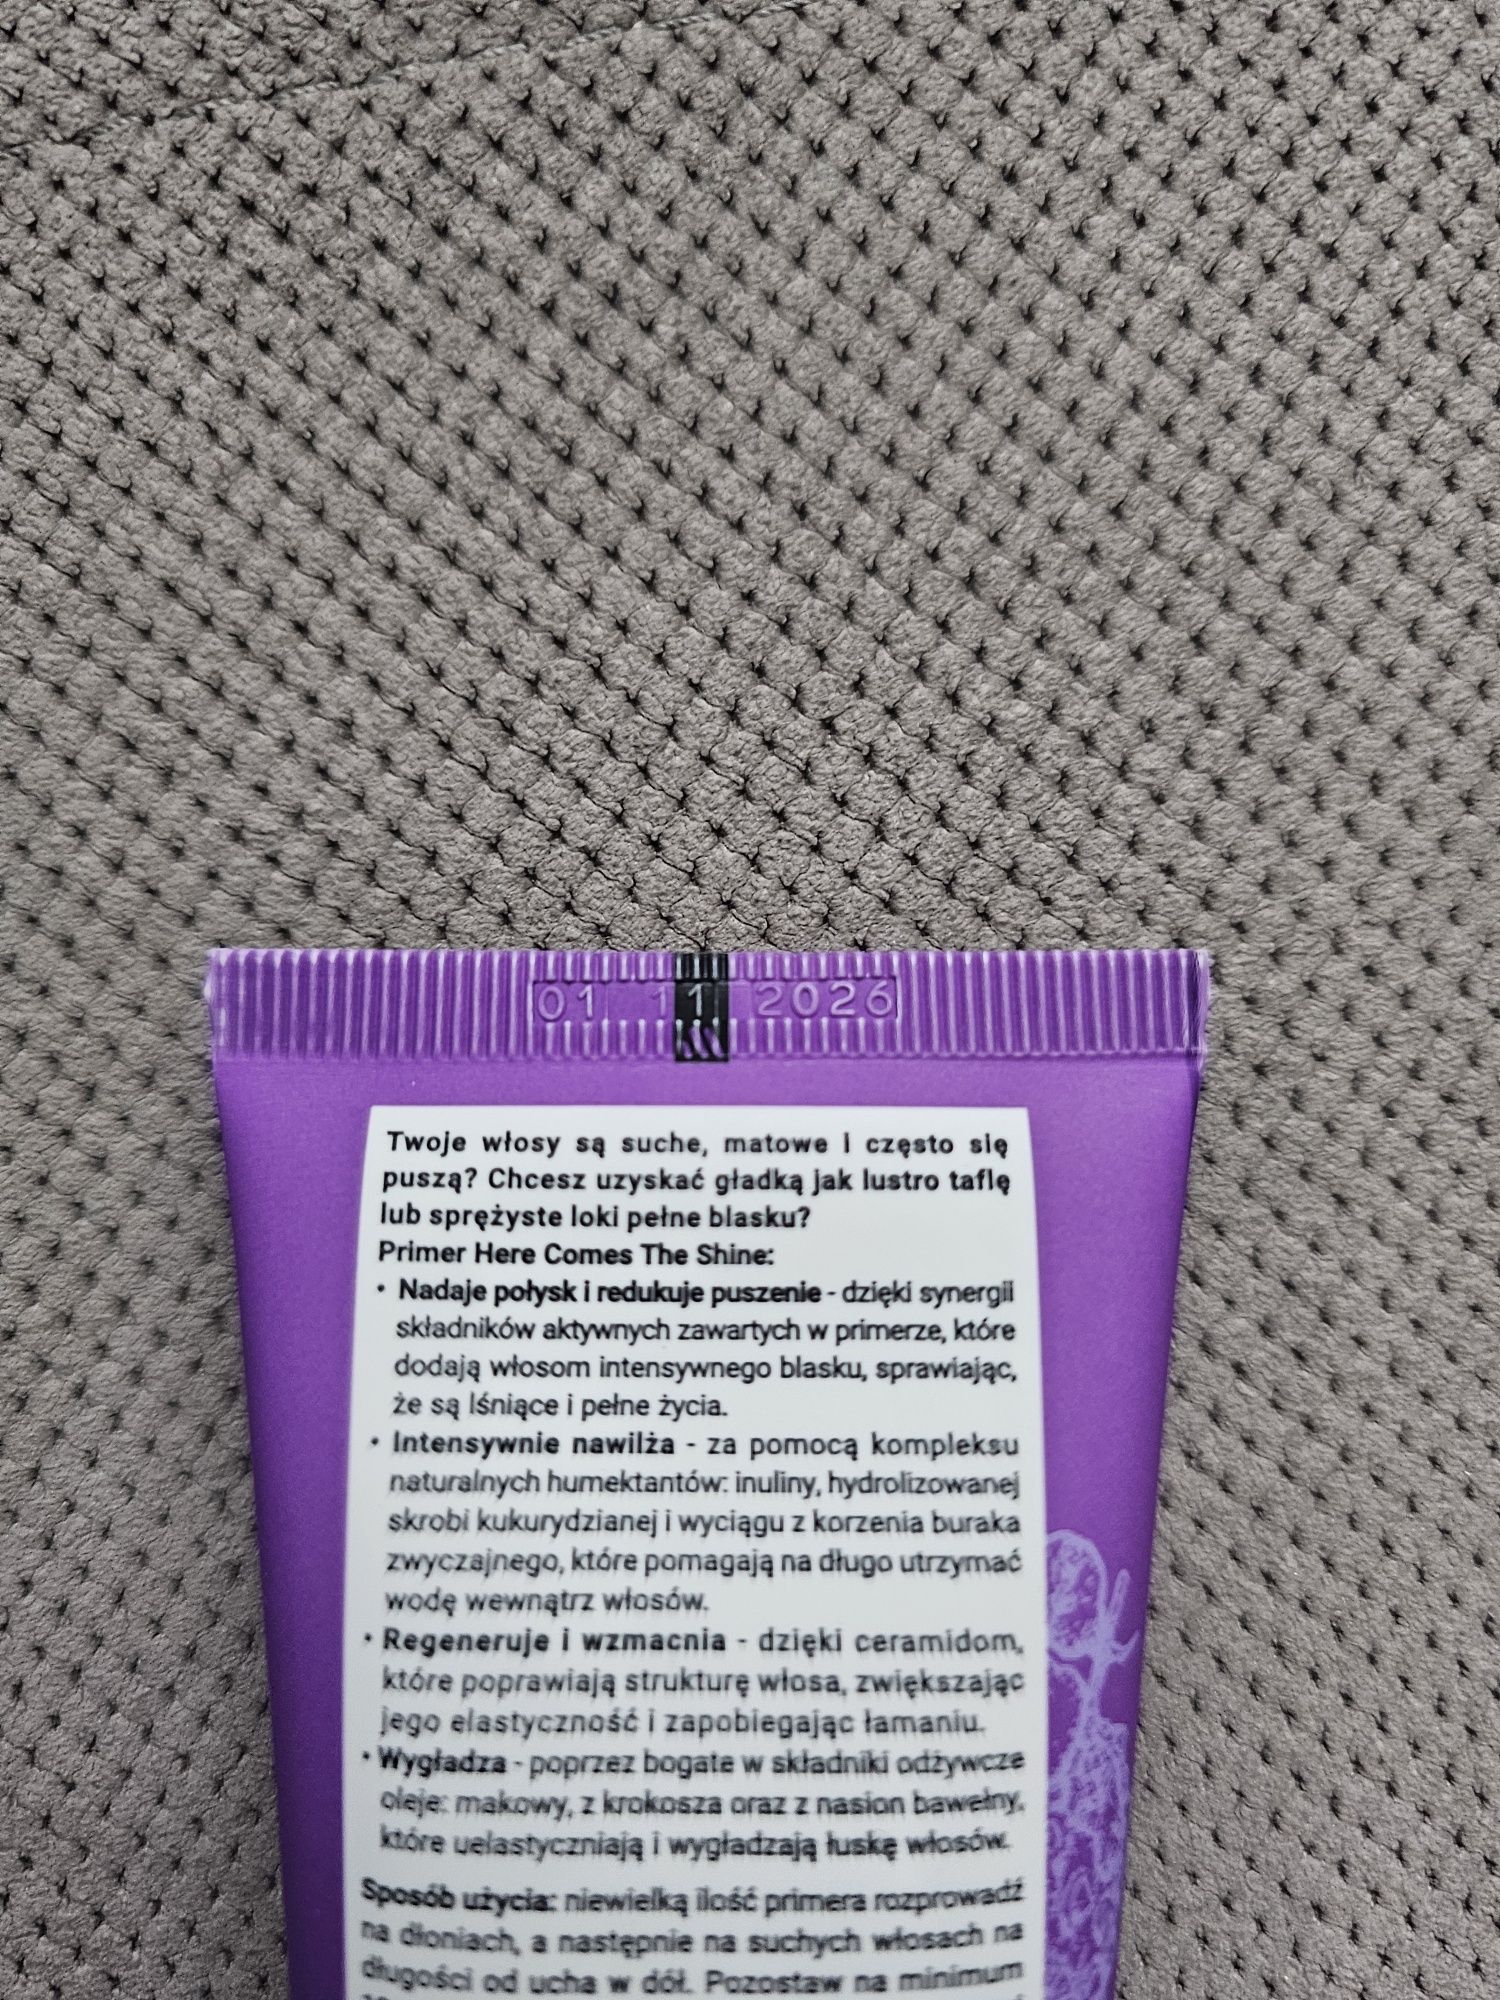 01 11 2026
Twoje włosy są suche, matowe i często się
puszą? Chcesz uzyskać gładką jak lustro taflę
lub sprężyste loki pełne blasku?
Primer Here Comes The Shine:
• Nadaje połysk i redukuje puszenie - dzięki synergii
składników aktywnych zawartych w primerze, które
dodają włosom intensywnego blasku, sprawiając,
że są lśniące i pełne życia.
• Intensywnie nawilża - za pomocą kompleksu
naturalnych humektantów: inuliny, hydrolizowanej
skrobi kukurydzianej i wyciągu z korzenia buraka
zwyczajnego, które pomagają na długo utrzymać
wodę wewnątrz włosów.
• Regeneruje i wzmacnia - dzięki ceramidom,
które poprawiają strukturę włosa, zwiększając
jego elastyczność i zapobiegając łamaniu.
• Wygładza - poprzez bogate w składniki odżywcze
oleje: makowy, z krokosza oraz z nasion bawełny,
które uelastyczniają i wygładzają łuskę włosów.
Sposób użycia: niewielką ilość primera rozprowadź
na dłoniach, a następnie na suchych włosach na
długości od ucha w dół. Pozostaw na minimum